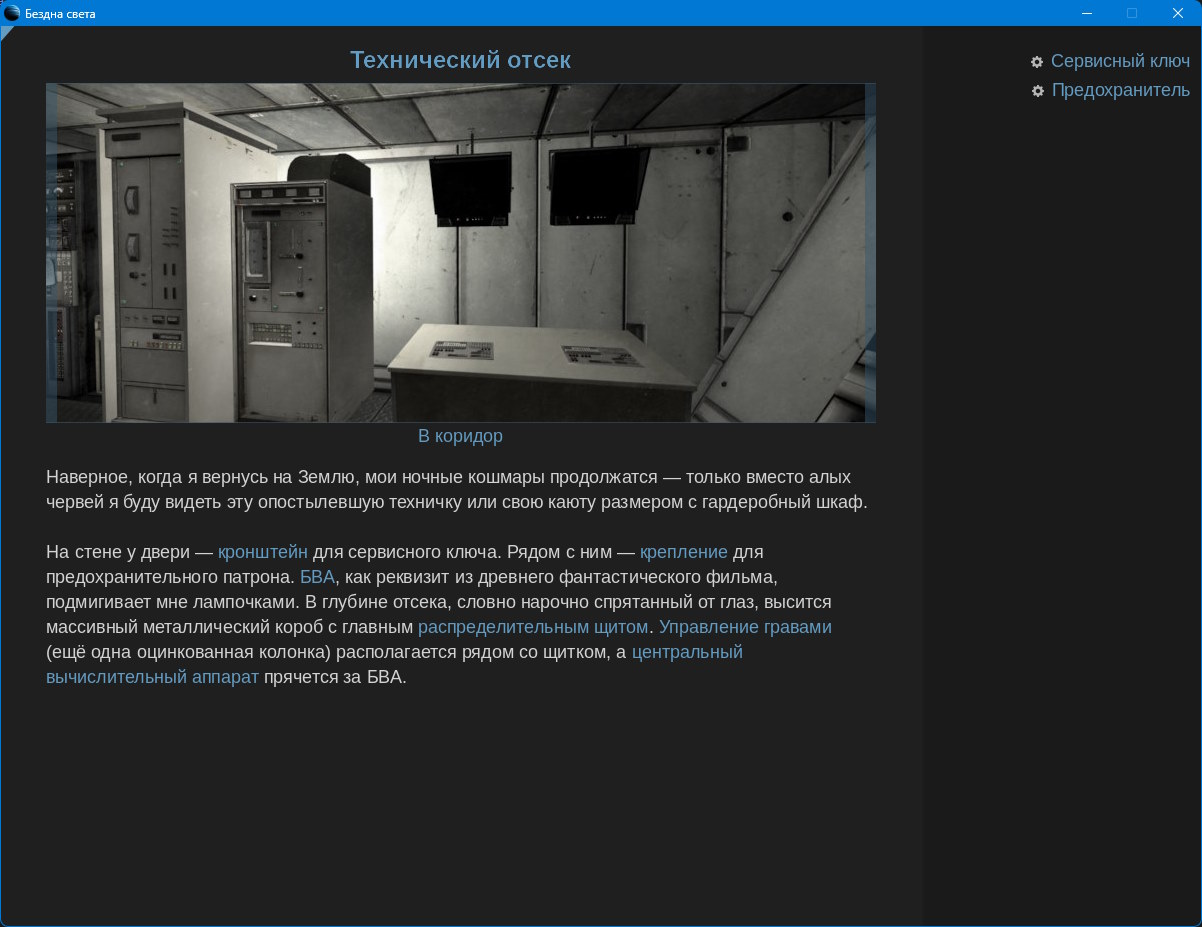 Бездна света
Технический отсек
Сервисный ключ
Предохранитель
В коридор
Наверное, когда я вернусь на Землю, мои ночные кошмары продолжатся — только вместо алых
червей я буду видеть эту опостылевшую техничку или свою каюту размером с гардеробный шкаф.
На стене у двери — кронштейн для сервисного ключа. Рядом с ним — крепление для
предохранительного патрона. БВА, как реквизит из древнего фантастического фильма,
подмигивает мне лампочками. В глубине отсека, словно нарочно спрятанный от глаз, высится
массивный металлический короб с главным распределительным щитом. Управление гравами
(ещё одна оцинкованная колонка) располагается рядом со щитком, а центральный
вычислительный аппарат прячется за БВА.